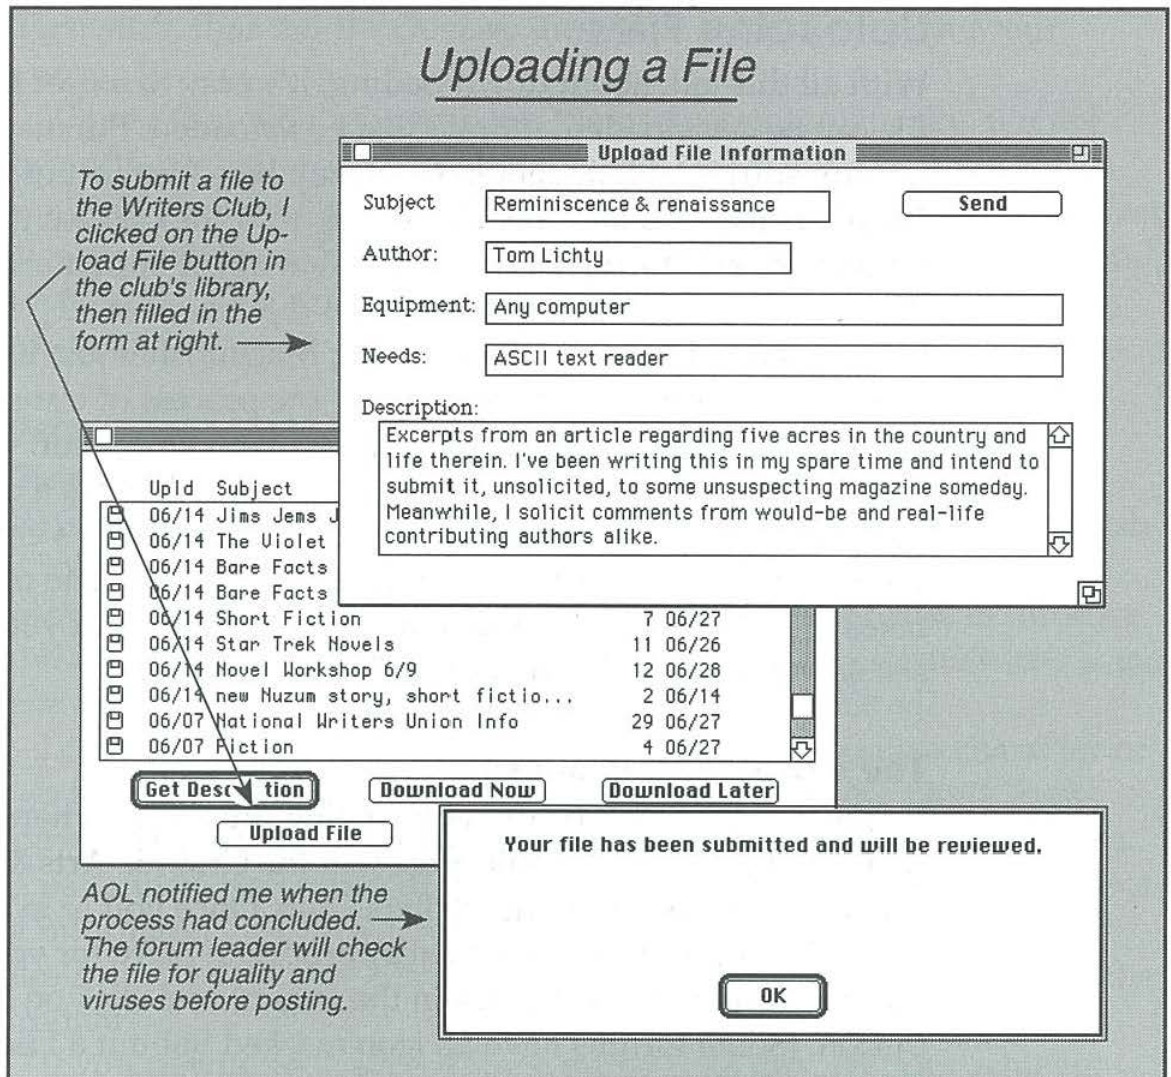 Uploading a File
To submit a file to
the Writers Club, I
clicked on the Up-
load File button in
the club's library,
then filled in the
form at right.
Upload File Information
Subject Reminiscence & renaissance Send
Author: Tom Lichty
Equipment: Any computer
Needs: ASCII text reader
Description:
Excerpts from an article regarding five acres in the country and
life therein. I've been writing this in my spare time and intend to
submit it, unsolicited, to some unsuspecting magazine someday.
Meanwhile, I solicit comments from would-be and real-life
contributing authors alike.
Upld Subject
06/14 Jims Jems J
06/14 The Violet
06/14 Bare Facts
06/14 Bare Facts
06/14 Short Fiction 7 06/27
06/14 Star Trek Novels 11 06/26
06/14 Novel Workshop 6/9 12 06/28
06/14 new Nuzum story, short fictio... 2 06/14
06/07 National Writers Union Info 29 06/27
06/07 Fiction 4 06/27
Get Desc tion Download Now Download Later
Upload File
Your file has been submitted and will be reviewed.
OK
AOL notified me when the
process had concluded.
The forum leader will check
the file for quality and
viruses before posting.